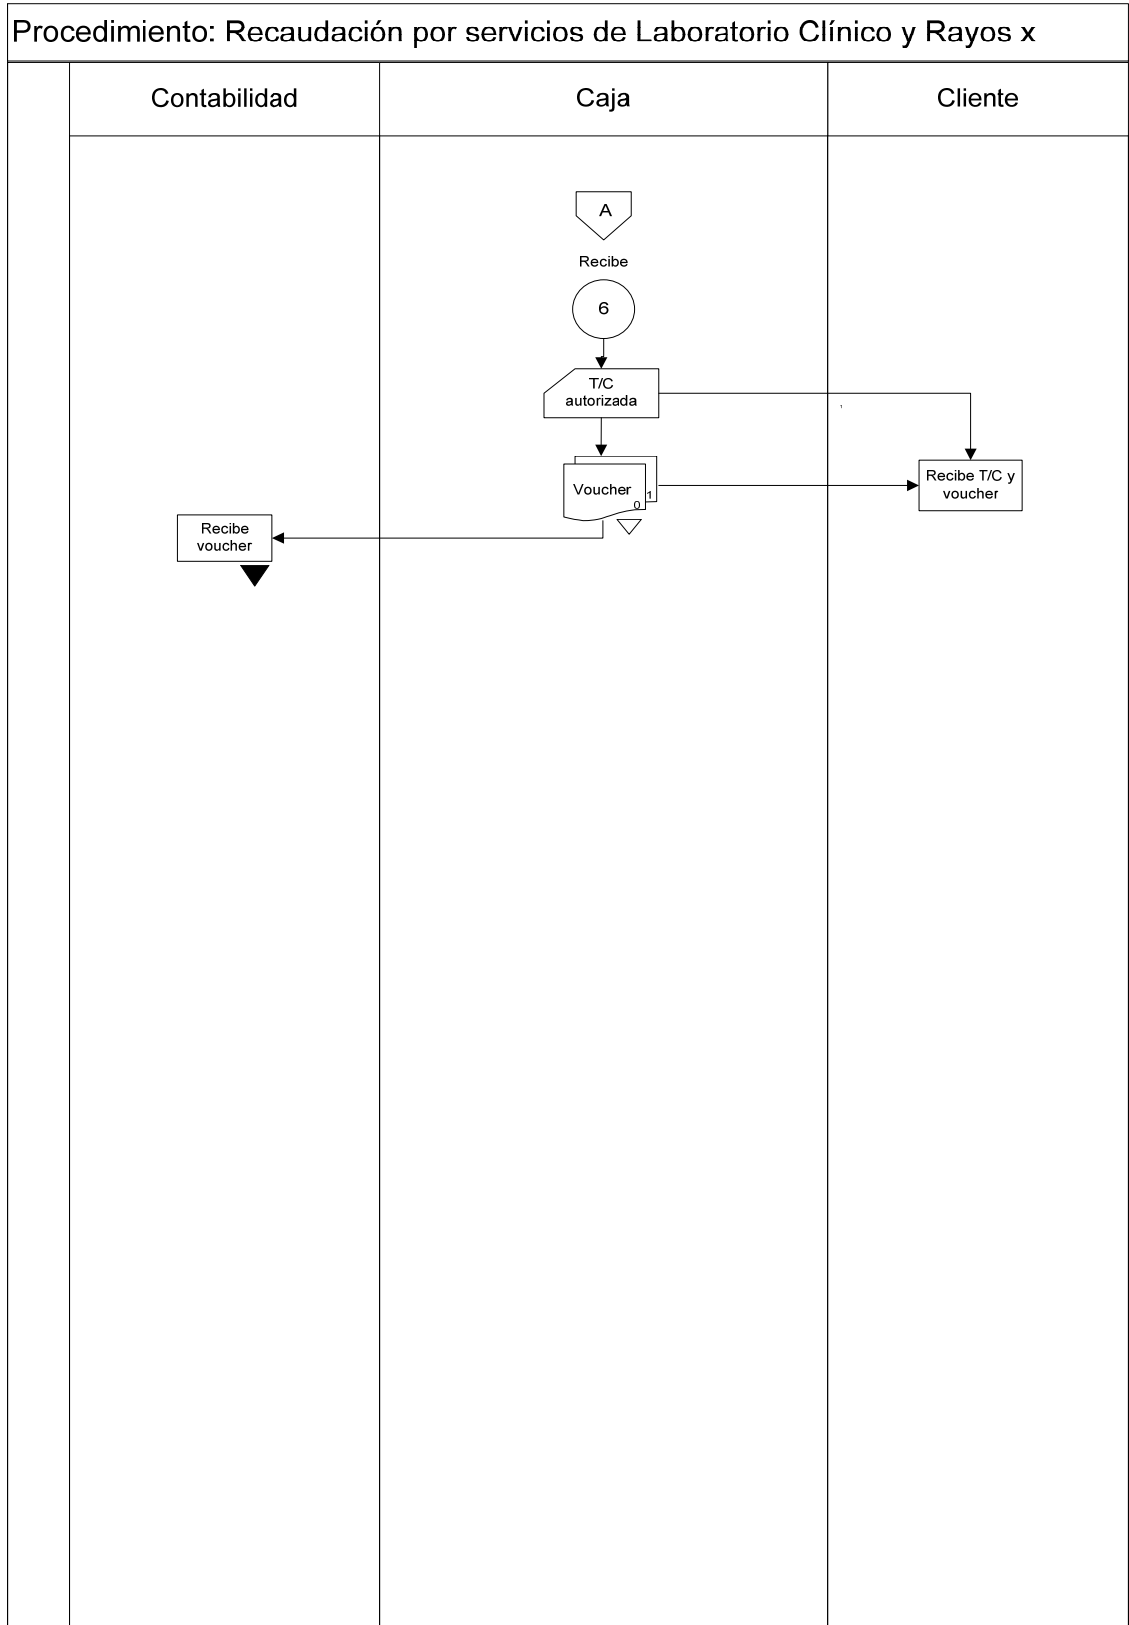 Procedimiento: Recaudación por servicios de Laboratorio Clínico y Rayos x
Contabilidad
Caja
Cliente
A
Recibe
6
T/C
autorizada
Voucher
0
1
Recibe T/C y
voucher
Recibe
voucher